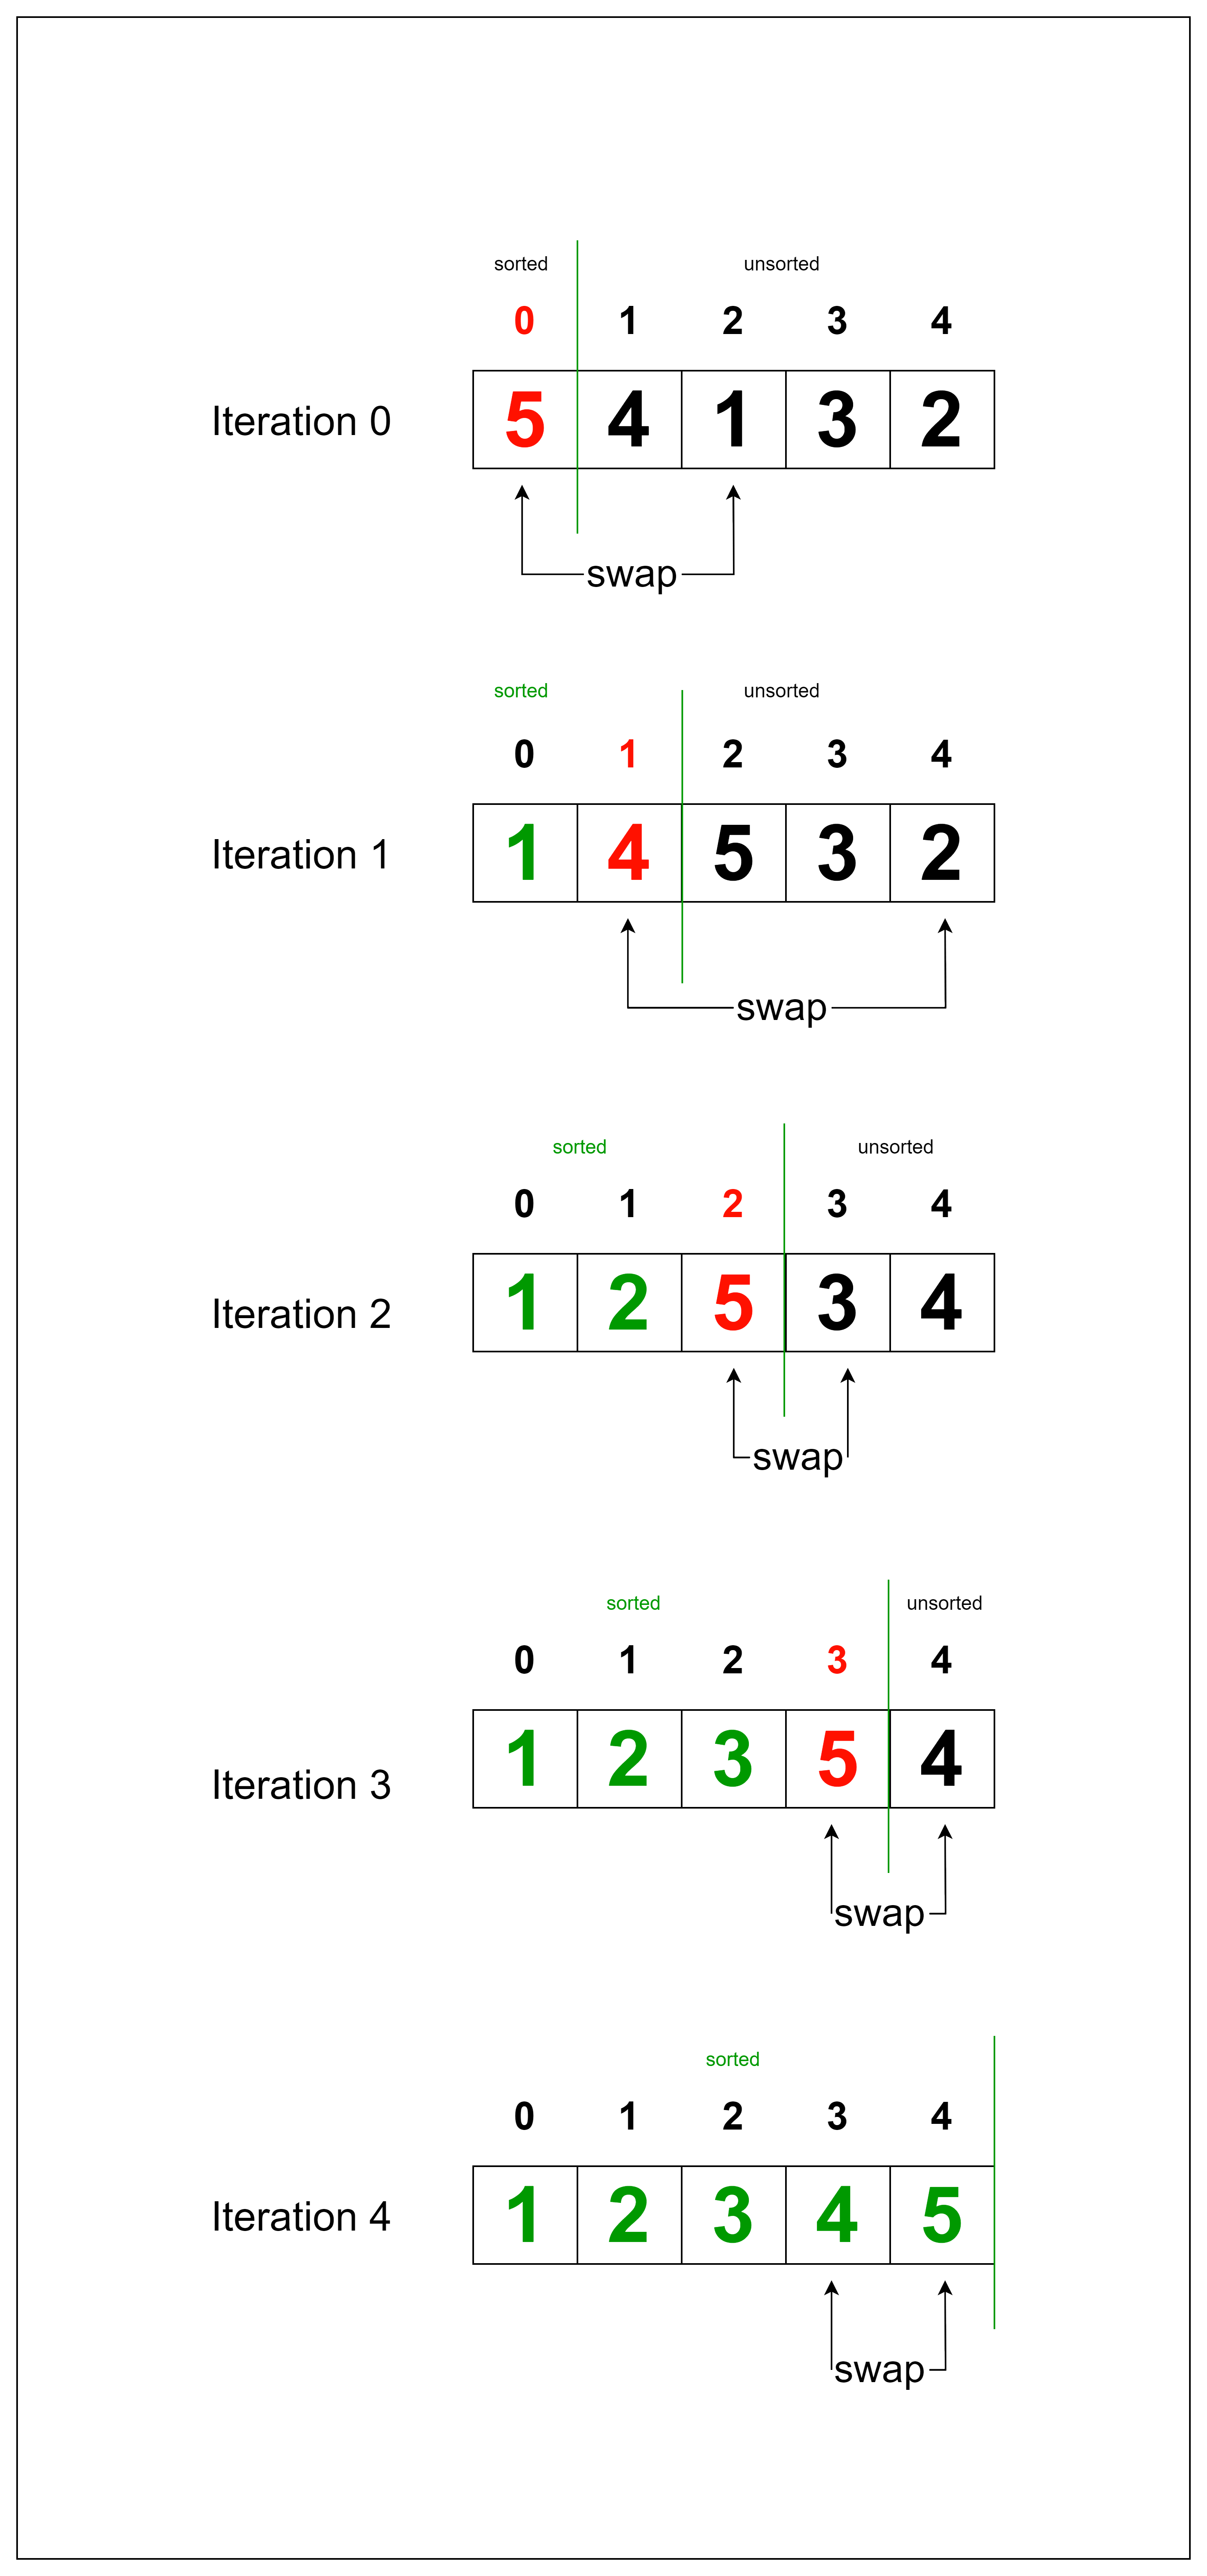 sorted unsorted
0 1 2 3 4
Iteration 0 5 4 1 3 2
swap
sorted unsorted
0 1 2 3 4
Iteration 1 1 4 5 3 2
swap
sorted unsorted
0 1 2 3 4
Iteration 2 1 2 5 3 4
swap
sorted unsorted
0 1 2 3 4
Iteration 3 1 2 3 5 4
swap
sorted
0 1 2 3 4
Iteration 4 1 2 3 4 5
swap